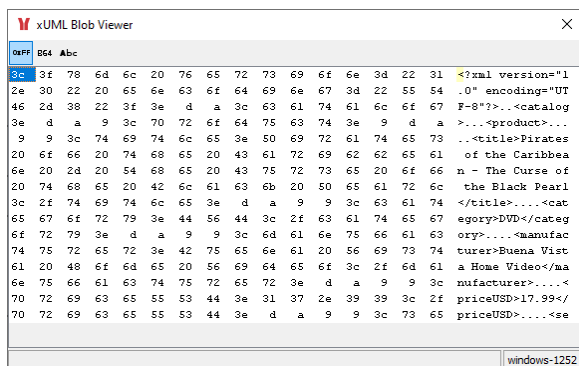 xUML Blob Viewer
0xFF B64 Abc
3c 3f 78 6d 6c 20 76 65 72 73 69 6f 6e 3d 22 31 <?xml version="1
2e 30 22 20 65 6e 63 6f 64 69 6e 67 3d 22 55 54 .0" encoding="UT
46 2d 38 22 3f 3e d a 3c 63 61 74 61 6c 6f 67 F-8"?>..<catalog
3e d a 9 3c 70 72 6f 64 75 63 74 3e 9 d a >...<product>...
9 9 3c 74 69 74 6c 65 3e 50 69 72 61 74 65 73 ..<title>Pirates
20 6f 66 20 74 68 65 20 43 61 72 69 62 62 65 61 of the Caribbea
6e 20 2d 20 54 68 65 20 43 75 72 73 65 20 6f 66 n - The Curse of
20 74 68 65 20 42 6c 61 63 6b 20 50 65 61 72 6c the Black Pearl
3c 2f 74 69 74 6c 65 3e d a 9 9 3c 63 61 74 </title>....<cat
65 67 6f 72 79 3e 44 56 44 3c 2f 63 61 74 65 67 egory>DVD</categ
6f 72 79 3e d a 9 9 3c 6d 61 6e 75 66 61 63 ory>....<manufac
74 75 72 65 72 3e 42 75 65 6e 61 20 56 69 73 74 turer>Buena Vist
61 20 48 6f 6d 65 20 56 69 64 65 6f 3c 2f 6d 61 a Home Video</ma
6e 75 66 61 63 74 75 72 65 72 3e d a 9 9 3c nufacturer>....<
70 72 69 63 65 55 53 44 3e 31 37 2e 39 39 3c 2f priceUSD>17.99</
70 72 69 63 65 55 53 44 3e d a 9 9 3c 73 65 priceUSD>....<se
windows-1252